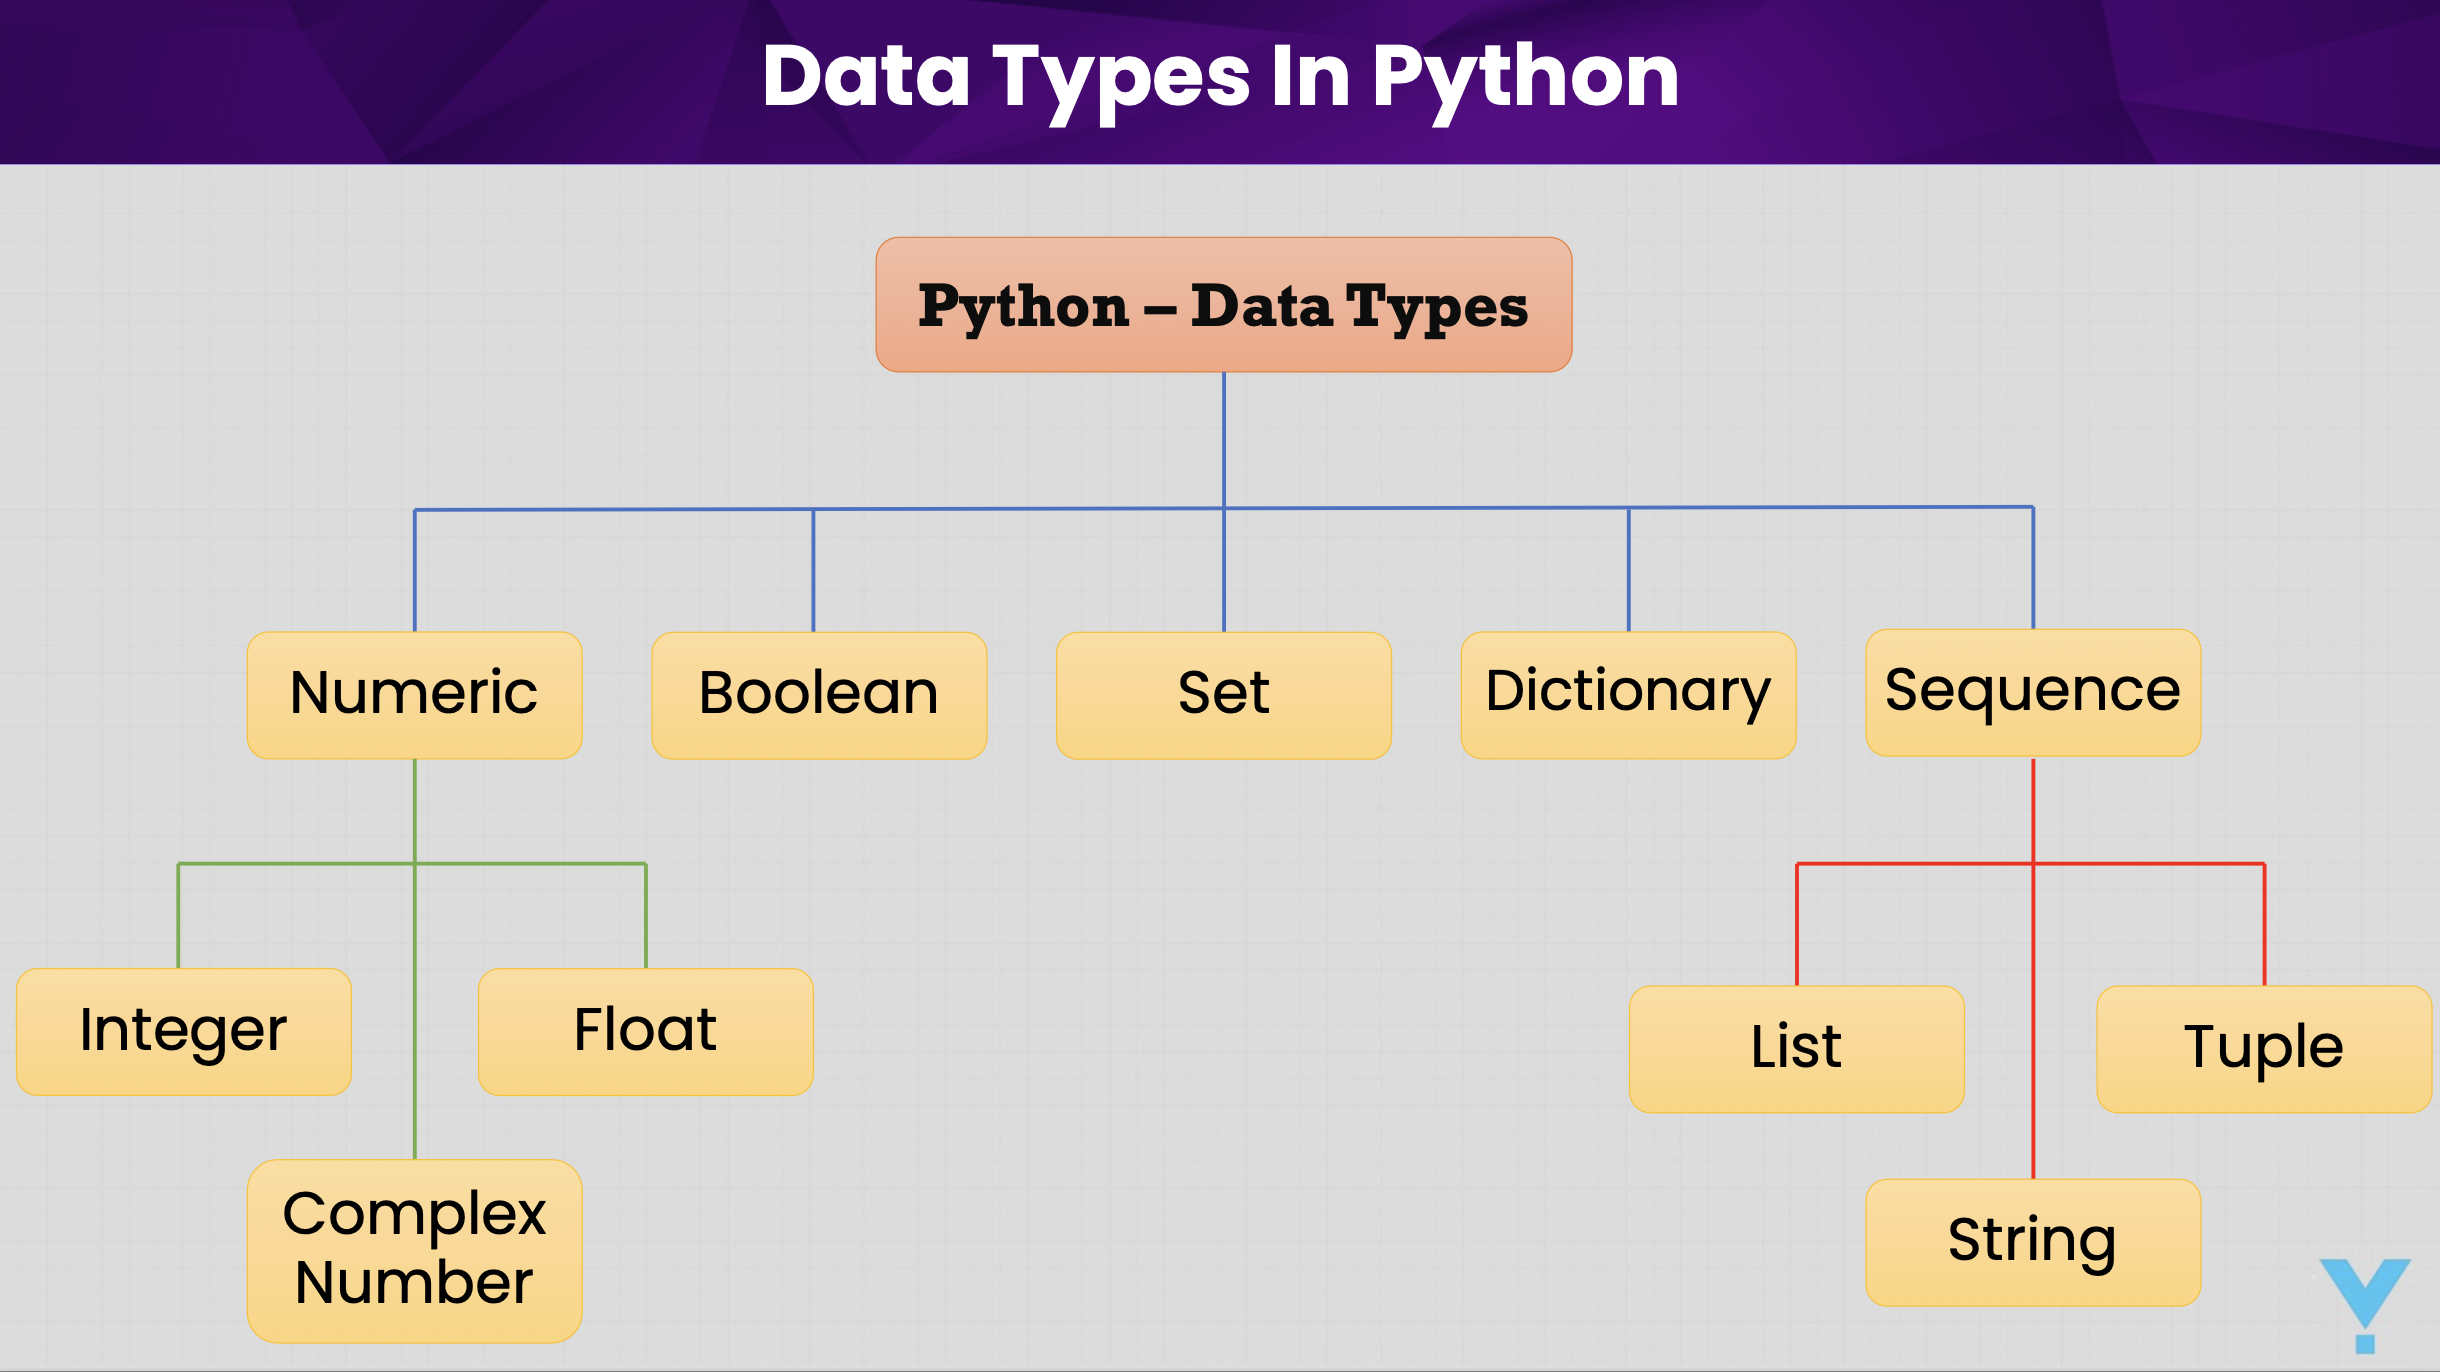 Data Types In Python
Python – Data Types
Numeric
Boolean
Set
Dictionary
Sequence
Integer
Float
List
Tuple
Complex
Number
String